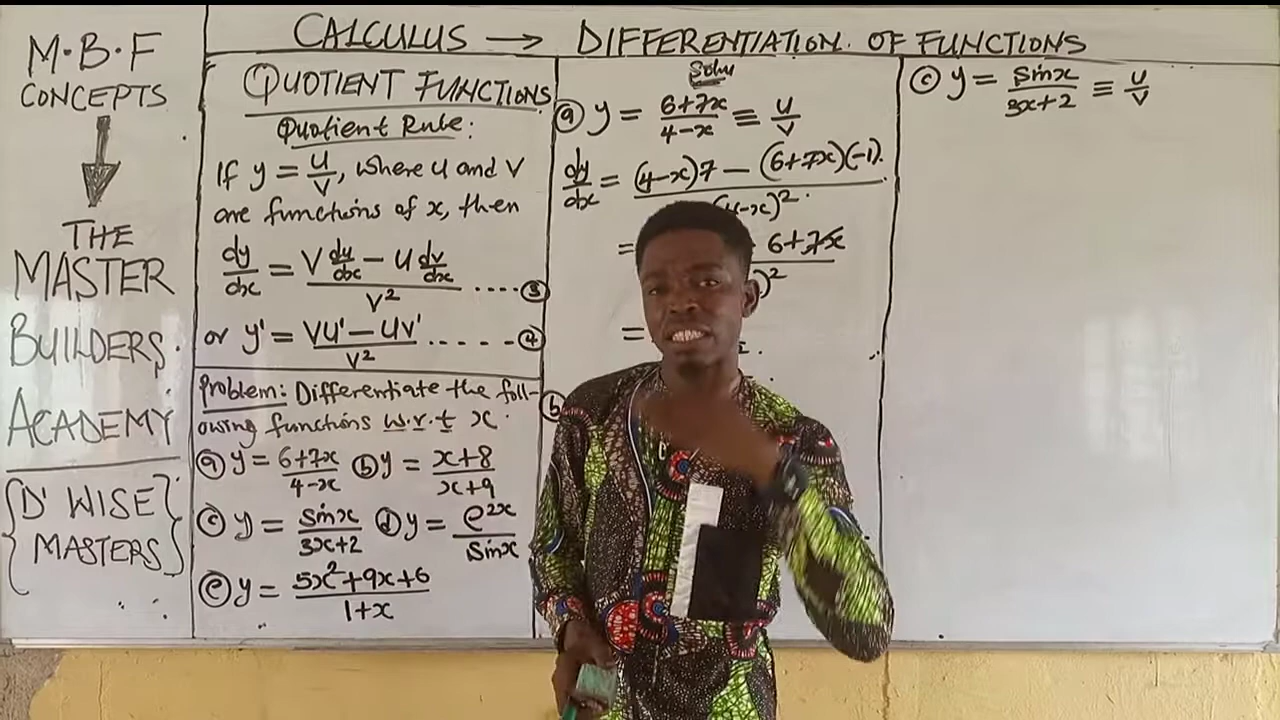 M.B.F
CONCEPTS
THE
MASTER
BUILDERS
ACADEMY
{D' WISE}
{MASTERS}
CALCULUS → DIFFERENTIATION OF FUNCTIONS
① QUOTIENT FUNCTIONS
Quotient Rule:
If y = u/v, where u and v
are functions of x, then
dy/dx = (v du/dx − u dv/dx)/v² ....③
or y' = (vu' − uv')/v² .....④
Problem: Differentiate the foll-
owing functions w.r.t x.
ⓐ y = (6+7x)/(4−x) ⓑ y = (x+8)/(x+9)
ⓒ y = sinx/(3x+2) ⓓ y = e^(2x)/sinx
ⓔ y = (5x²+9x+6)/(1+x)
Solu
ⓐ y = (6+7x)/(4−x) ≡ u/v
dy/dx = ((4−x)7 − (6+7x)(−1))/(4−x)²
= 6+7x )²
=
ⓑ
ⓒ y = sinx/(3x+2) ≡ u/v